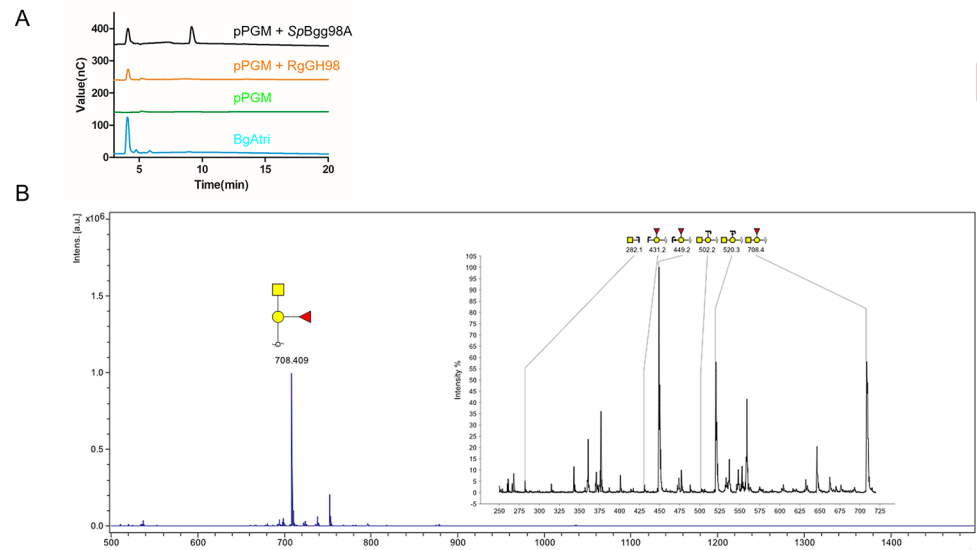 A
Value(nC)
400
300
200
100
0
pPGM + SpBgg98A
pPGM + RgGH98
pPGM
BgAtri
5 10 15 20
Time(min)
B
Intens. [a.u.]
x10⁶
1.5
1.0
0.5
0.0
708.409
500 600 700 800 900 1000 1100 1200 1300 1400
282.1 431.2 449.2 502.2 520.3 708.4
Intensity %
105
100
95
90
85
80
75
70
65
60
55
50
45
40
35
30
25
20
15
10
5
0
-5
250 275 300 325 350 375 400 425 450 475 500 525 550 575 600 625 650 675 700 725